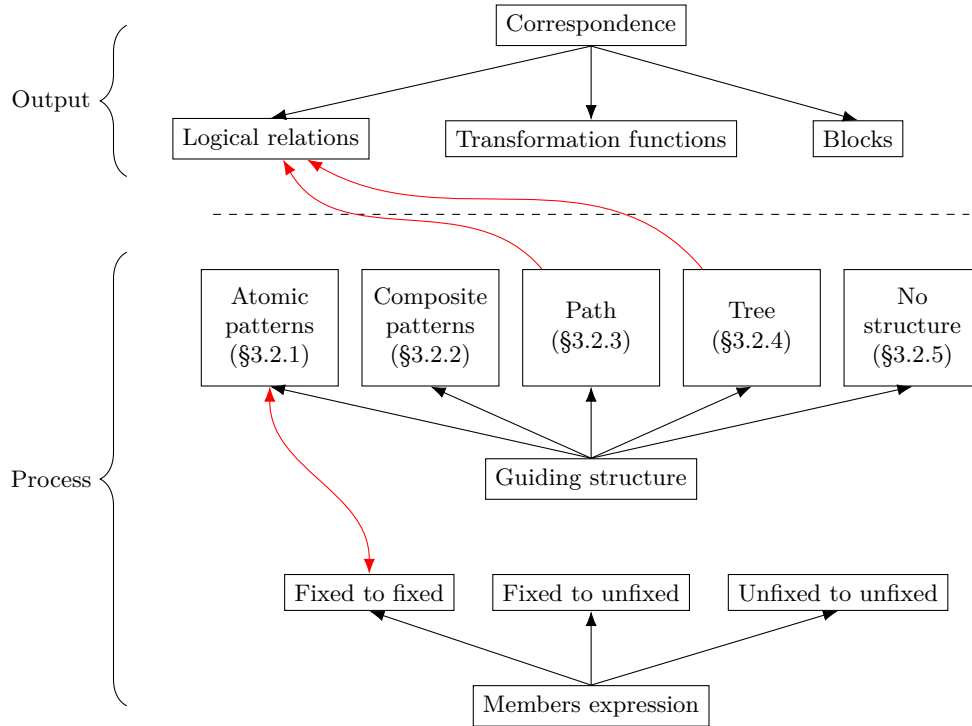 Correspondence
Output
Logical relations
Transformation functions
Blocks
Atomic
patterns
(§3.2.1)
Composite
patterns
(§3.2.2)
Path
(§3.2.3)
Tree
(§3.2.4)
No
structure
(§3.2.5)
Process
Guiding structure
Fixed to fixed
Fixed to unfixed
Unfixed to unfixed
Members expression